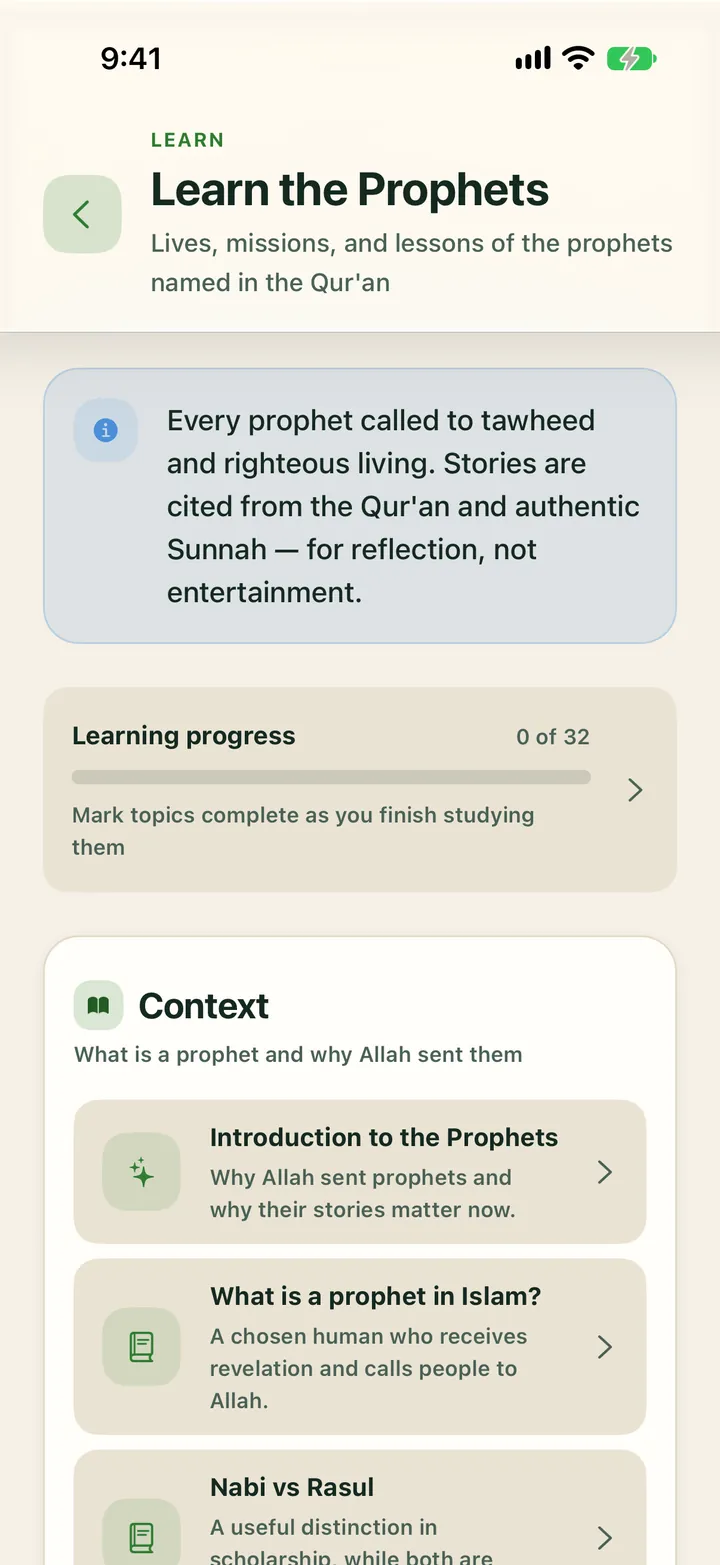 9:41
LEARN
Learn the Prophets
Lives, missions, and lessons of the prophets
named in the Qur'an
Every prophet called to tawheed
and righteous living. Stories are
cited from the Qur'an and authentic
Sunnah — for reflection, not
entertainment.
Learning progress
0 of 32
Mark topics complete as you finish studying
them
Context
What is a prophet and why Allah sent them
Introduction to the Prophets
Why Allah sent prophets and
why their stories matter now.
What is a prophet in Islam?
A chosen human who receives
revelation and calls people to
Allah.
Nabi vs Rasul
A useful distinction in
scholarship, while both are